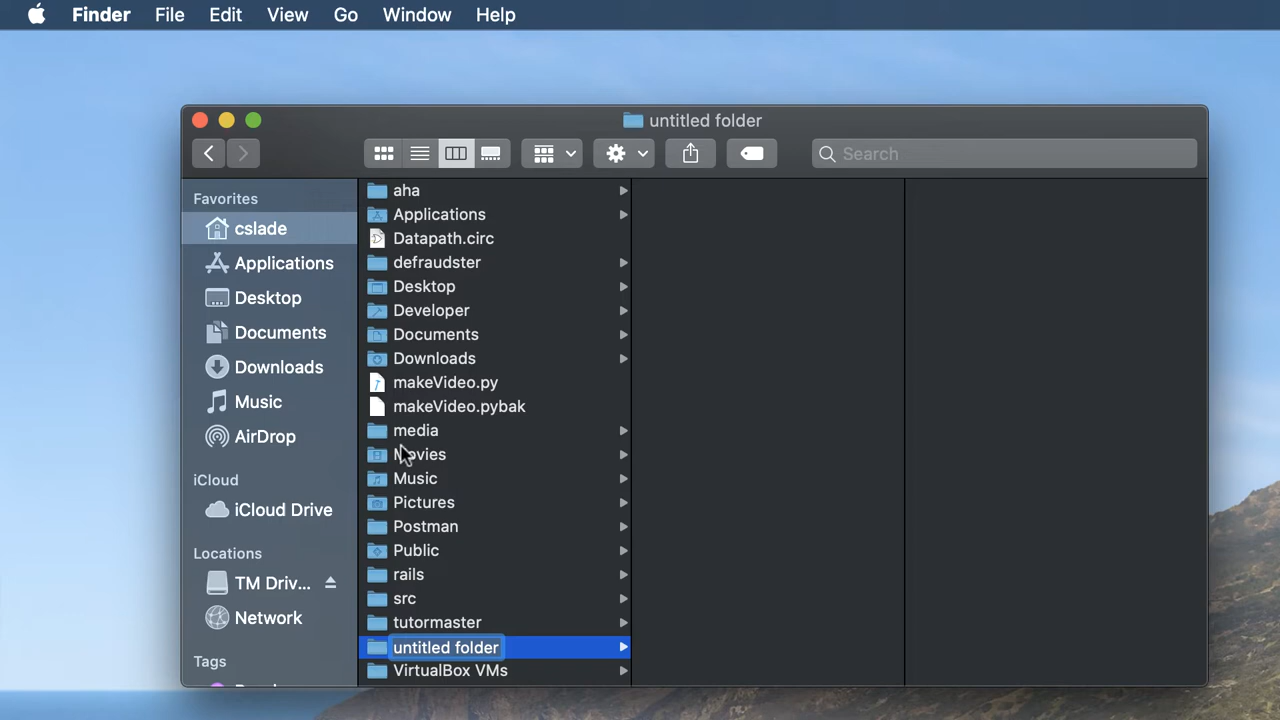 Finder File Edit View Go Window Help
untitled folder
Search
Favorites
cslade
Applications
Desktop
Documents
Downloads
Music
AirDrop
iCloud
iCloud Drive
Locations
TM Driv...
Network
Tags
aha
Applications
Datapath.circ
defraudster
Desktop
Developer
Documents
Downloads
makeVideo.py
makeVideo.pybak
media
Movies
Music
Pictures
Postman
Public
rails
src
tutormaster
untitled folder
VirtualBox VMs